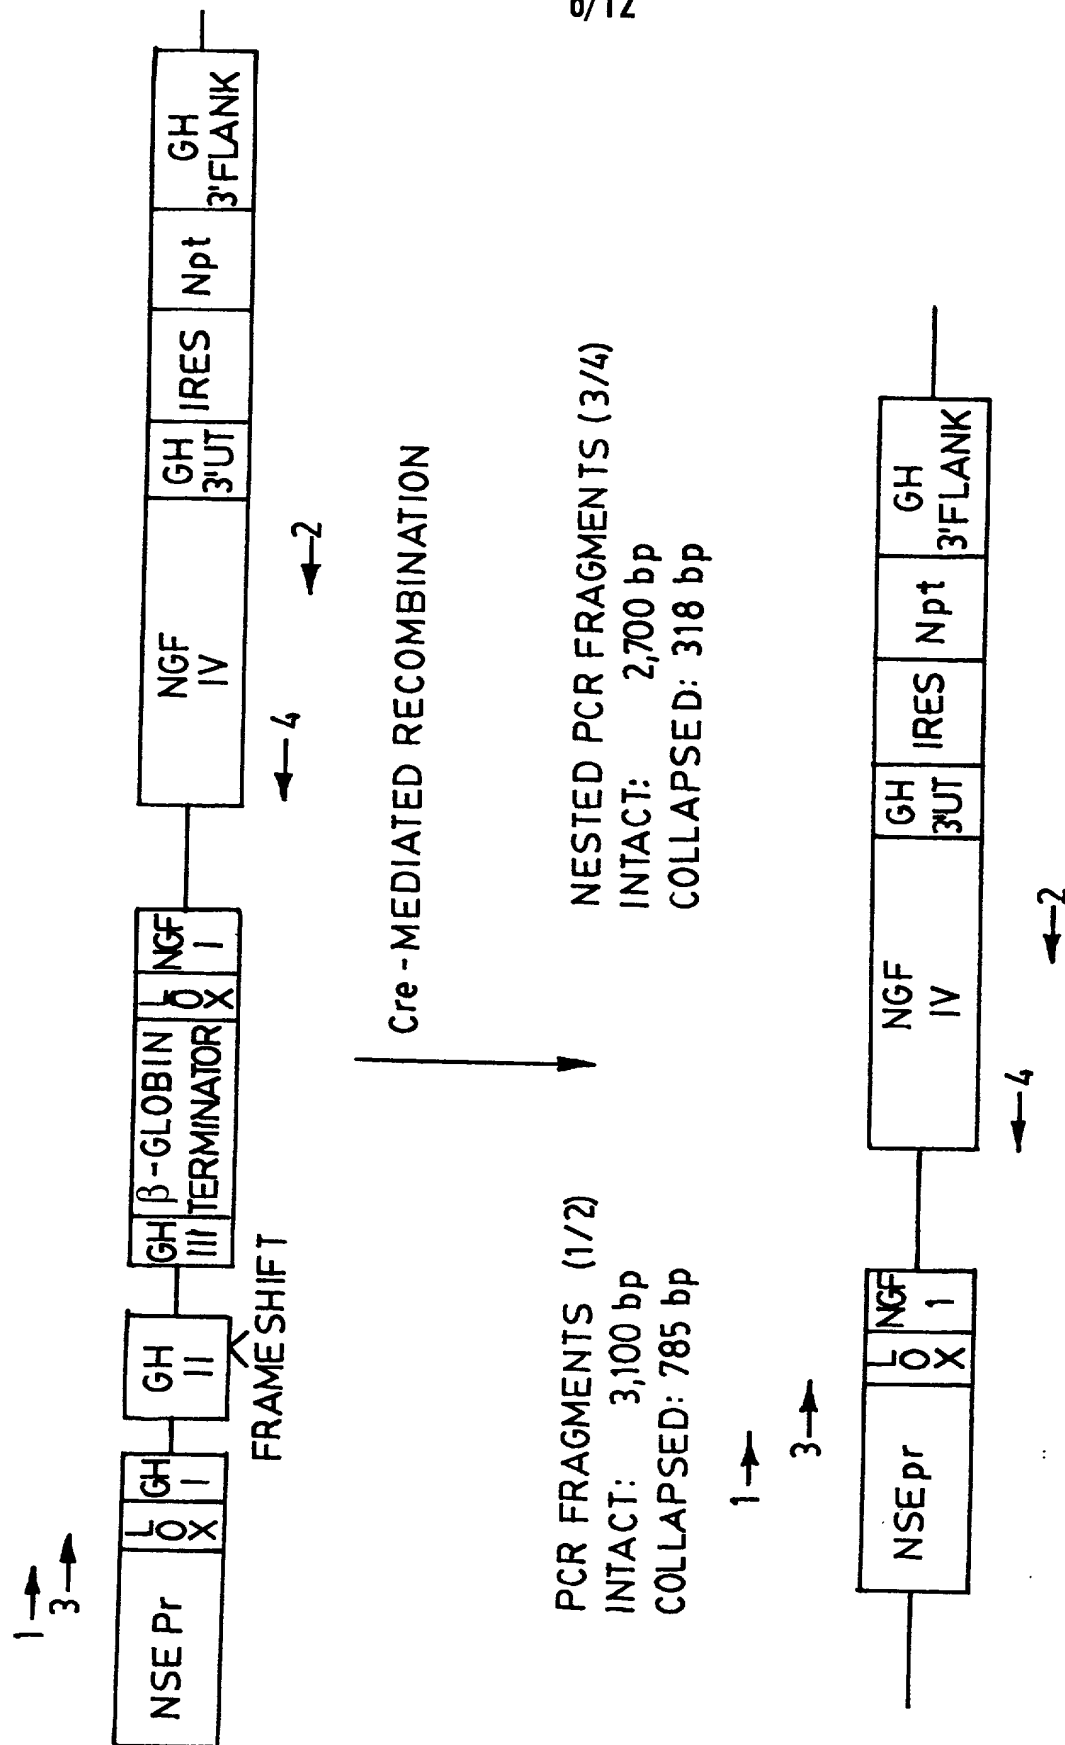 1→
3→
NSE Pr
LOX
GH
I
GH
II
FRAMESHIFT
GH
III
β-GLOBIN
TERMINATOR
LOX
NGF
I
NGF
IV
←4
←2
GH
3'UT
IRES
Npt
GH
3'FLANK
Cre-MEDIATED RECOMBINATION
PCR FRAGMENTS (1/2)
INTACT: 3,100 bp
COLLAPSED: 785 bp
NESTED PCR FRAGMENTS (3/4)
INTACT: 2,700 bp
COLLAPSED: 318 bp
1→
3→
NSEpr
LOX
NGF
1
NGF
IV
←4
←2
GH
3'UT
IRES
Npt
GH
3'FLANK